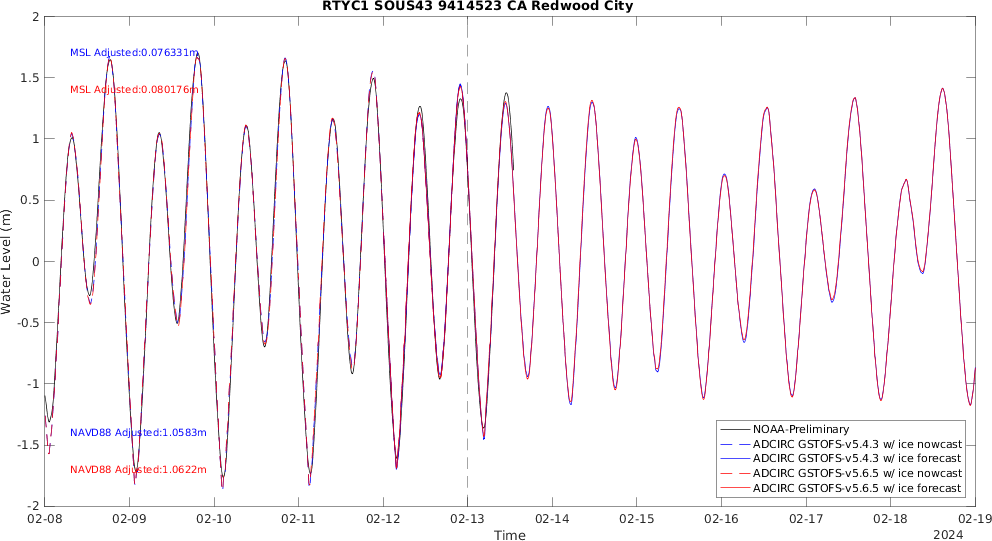 RTYC1 SOUS43 9414523 CA Redwood City
2
1.5
1
0.5
0
-0.5
-1
-1.5
-2
Water Level (m)
MSL Adjusted:0.076331m
MSL Adjusted:0.080176m
NAVD88 Adjusted:1.0583m
NAVD88 Adjusted:1.0622m
NOAA-Preliminary
ADCIRC GSTOFS-v5.4.3 w/ ice nowcast
ADCIRC GSTOFS-v5.4.3 w/ ice forecast
ADCIRC GSTOFS-v5.6.5 w/ ice nowcast
ADCIRC GSTOFS-v5.6.5 w/ ice forecast
02-08 02-09 02-10 02-11 02-12 02-13 02-14 02-15 02-16 02-17 02-18 02-19
Time
2024